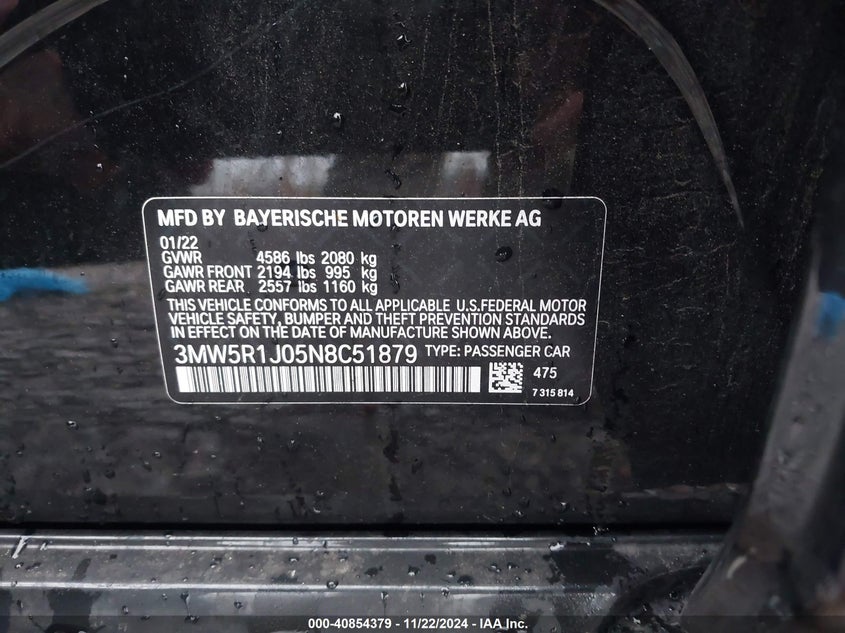 MFD BY BAYERISCHE MOTOREN WERKE AG
01/22
GVWR 4586 lbs 2080 kg
GAWR FRONT 2194 lbs 995 kg
GAWR REAR 2557 lbs 1160 kg
THIS VEHICLE CONFORMS TO ALL APPLICABLE U.S.FEDERAL MOTOR
VEHICLE SAFETY, BUMPER AND THEFT PREVENTION STANDARDS
IN EFFECT ON THE DATE OF MANUFACTURE SHOWN ABOVE.
3MW5R1J05N8C51879 TYPE: PASSENGER CAR
475
7 315 814
000-40854379 - 11/22/2024 - IAA Inc.